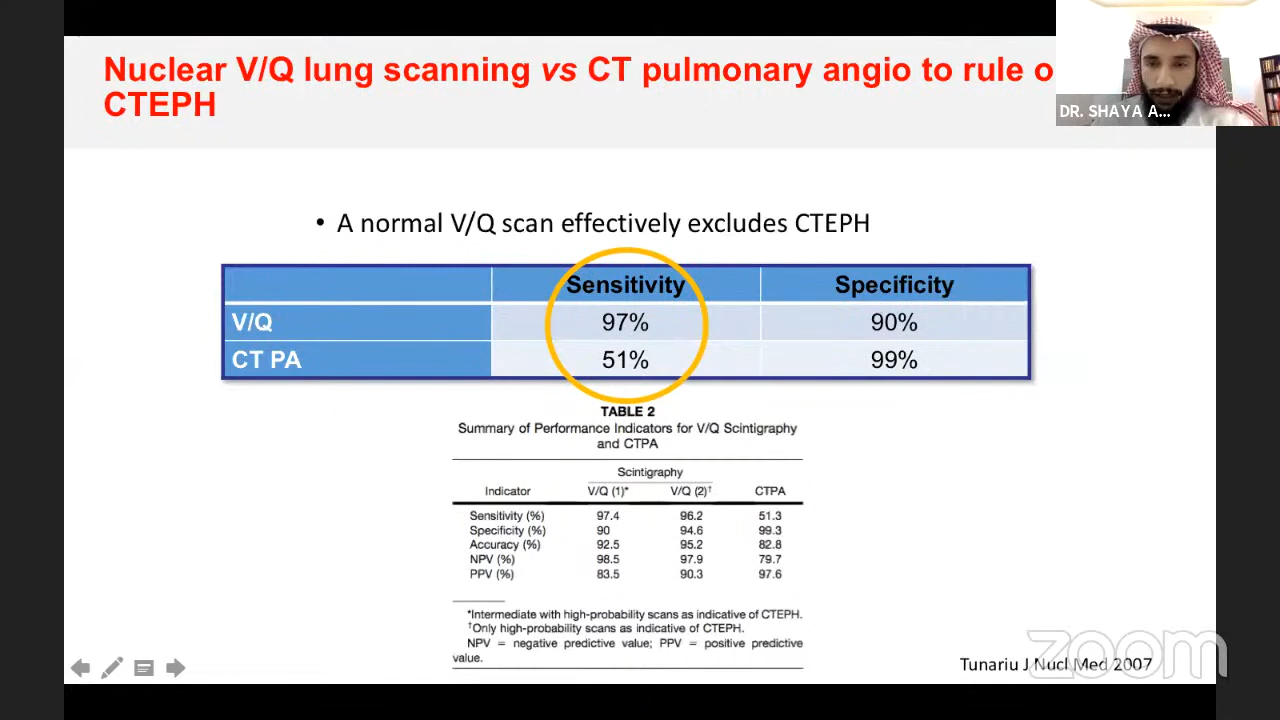 Nuclear V/Q lung scanning vs CT pulmonary angio to rule o
CTEPH
DR. SHAYA A...
• A normal V/Q scan effectively excludes CTEPH
Sensitivity Specificity
V/Q 97% 90%
CT PA 51% 99%
TABLE 2
Summary of Performance Indicators for V/Q Scintigraphy
and CTPA
Scintigraphy
Indicator V/Q (1)* V/Q (2)† CTPA
Sensitivity (%) 97.4 96.2 51.3
Specificity (%) 90 94.6 99.3
Accuracy (%) 92.5 95.2 82.8
NPV (%) 98.5 97.9 79.7
PPV (%) 83.5 90.3 97.6
*Intermediate with high-probability scans as indicative of CTEPH.
†Only high-probability scans as indicative of CTEPH.
NPV = negative predictive value; PPV = positive predictive
value.
Tunariu J Nucl Med 2007
zoom